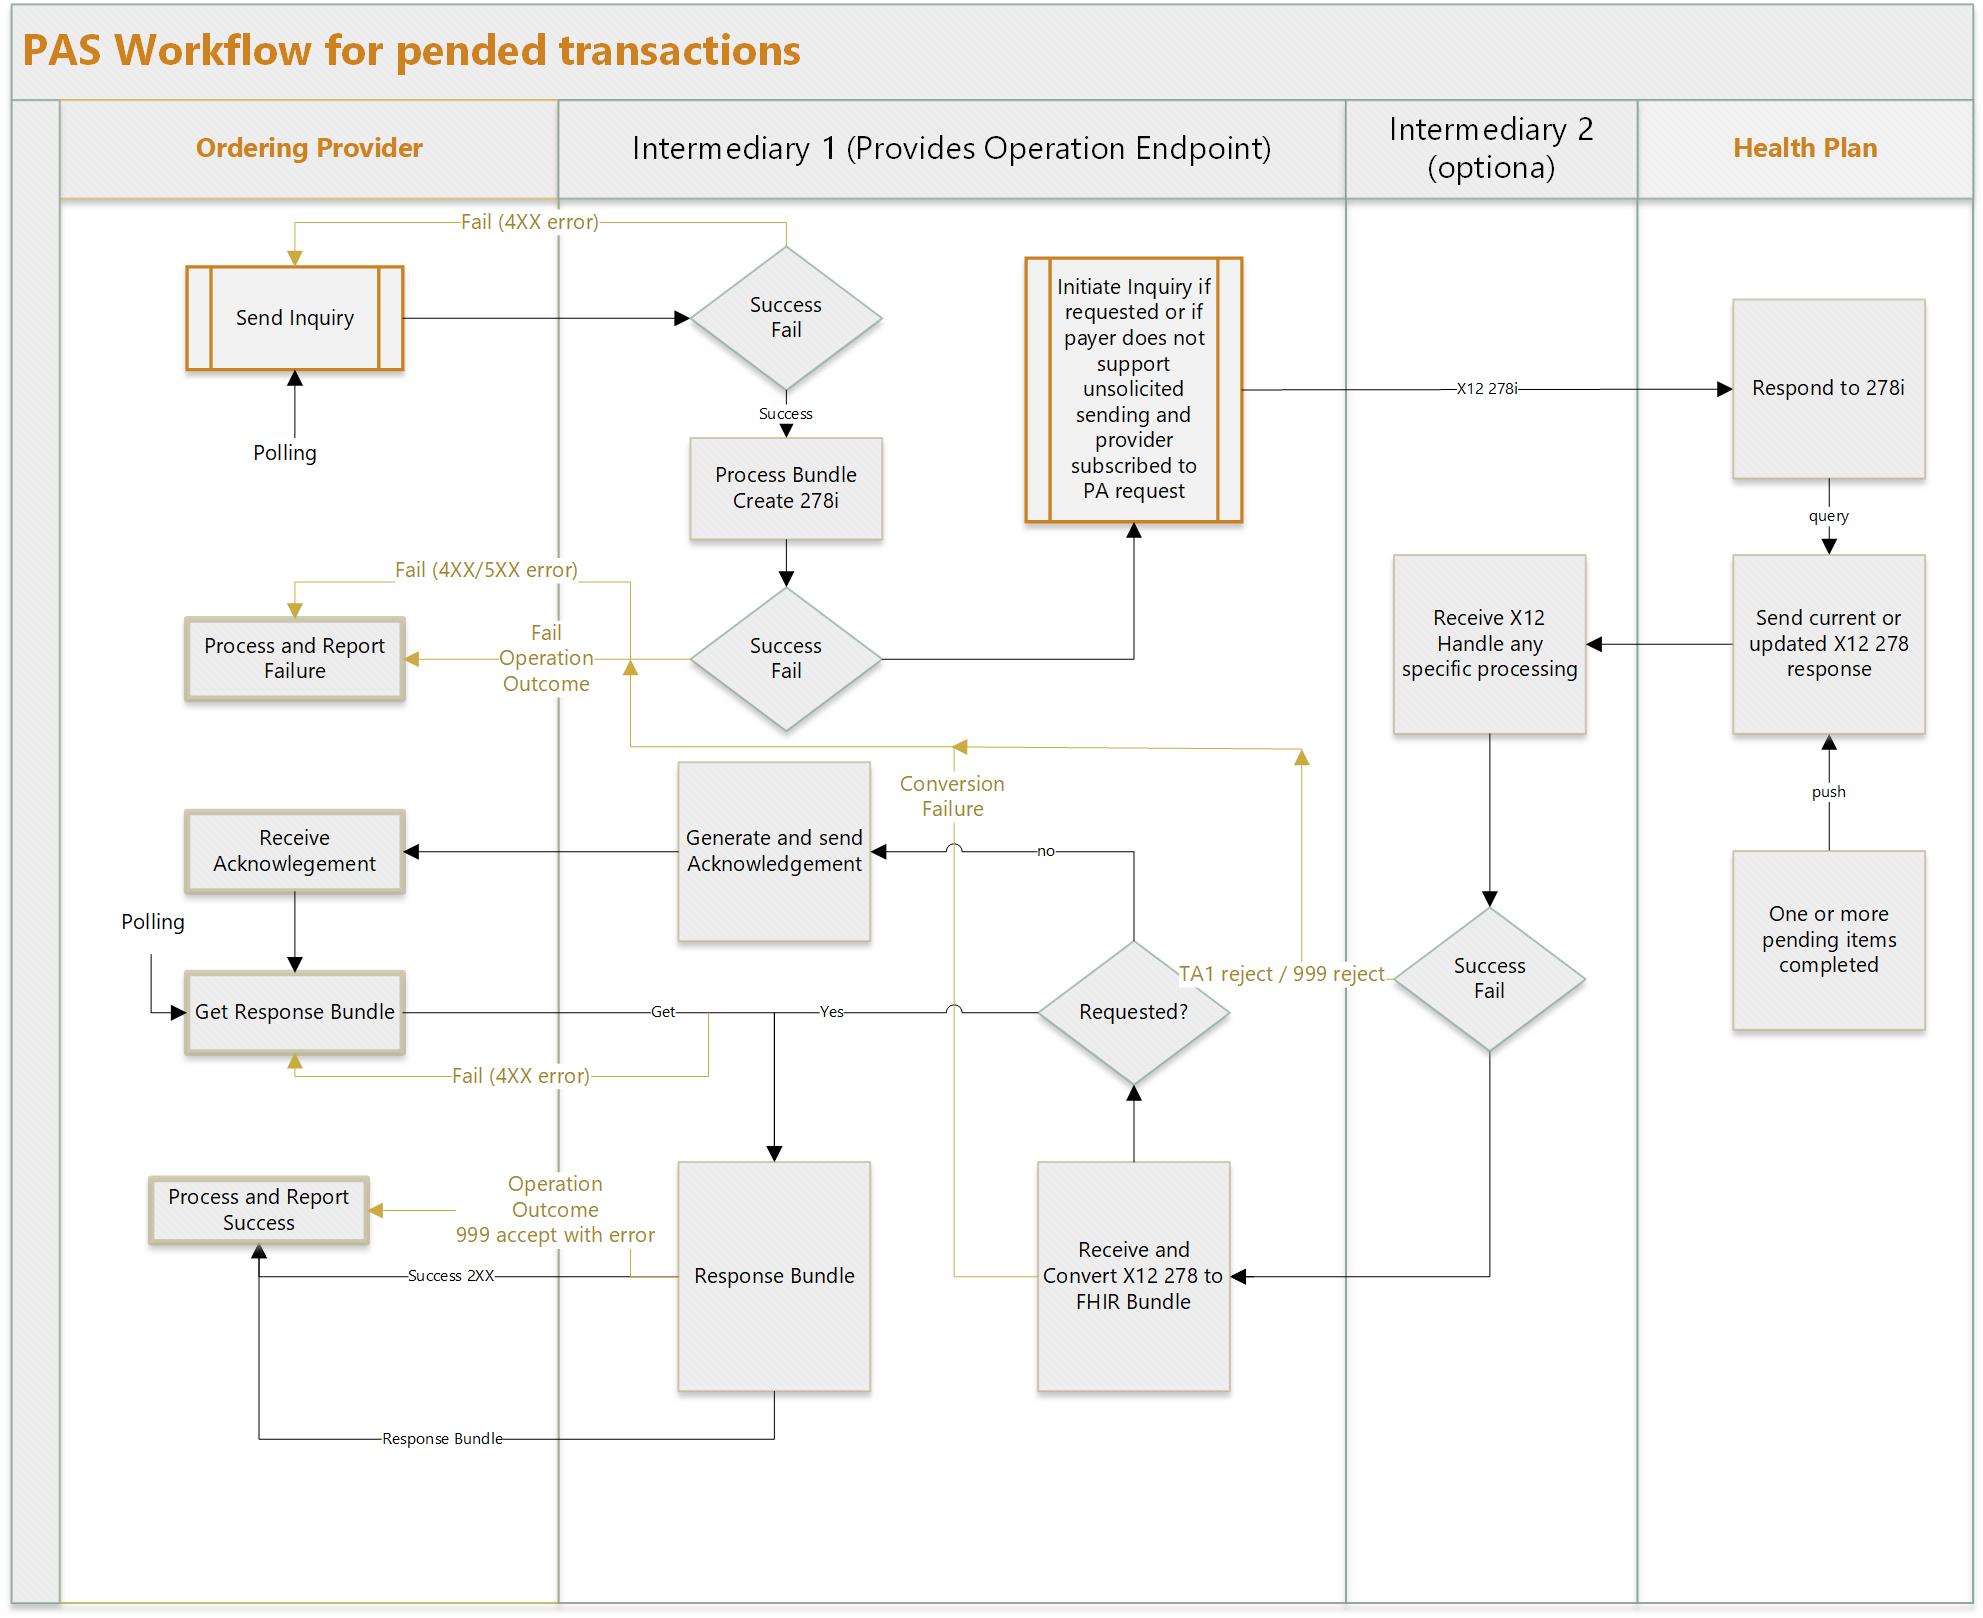 PAS Workflow for pended transactions
Ordering Provider
Intermediary 1 (Provides Operation Endpoint)
Intermediary 2
(optiona)
Health Plan
Fail (4XX error)
Send Inquiry
Success
Fail
Initiate Inquiry if
requested or if
payer does not
support
unsolicited
sending and
provider
subscribed to
PA request
X12 278i
Respond to 278i
Polling
Success
Process Bundle
Create 278i
query
Fail (4XX/5XX error)
Process and Report
Failure
Fail
Operation
Outcome
Success
Fail
Receive X12
Handle any
specific processing
Send current or
updated X12 278
response
Conversion
Failure
push
Receive
Acknowlegement
Generate and send
Acknowledgement
no
Polling
One or more
pending items
completed
TA1 reject / 999 reject
Success
Fail
Get Response Bundle
Get
Yes
Requested?
Fail (4XX error)
Process and Report
Success
Operation
Outcome
999 accept with error
Success 2XX
Response Bundle
Receive and
Convert X12 278 to
FHIR Bundle
Response Bundle